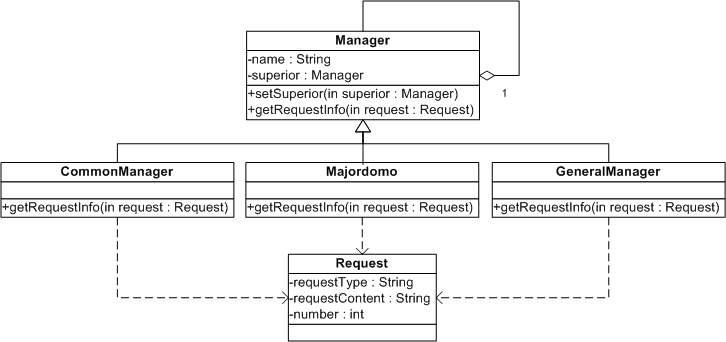 Manager
-name : String
-superior : Manager
+setSuperior(in superior : Manager)
+getRequestInfo(in request : Request)
1
CommonManager
+getRequestInfo(in request : Request)
Majordomo
+getRequestInfo(in request : Request)
GeneralManager
+getRequestInfo(in request : Request)
Request
-requestType : String
-requestContent : String
-number : int